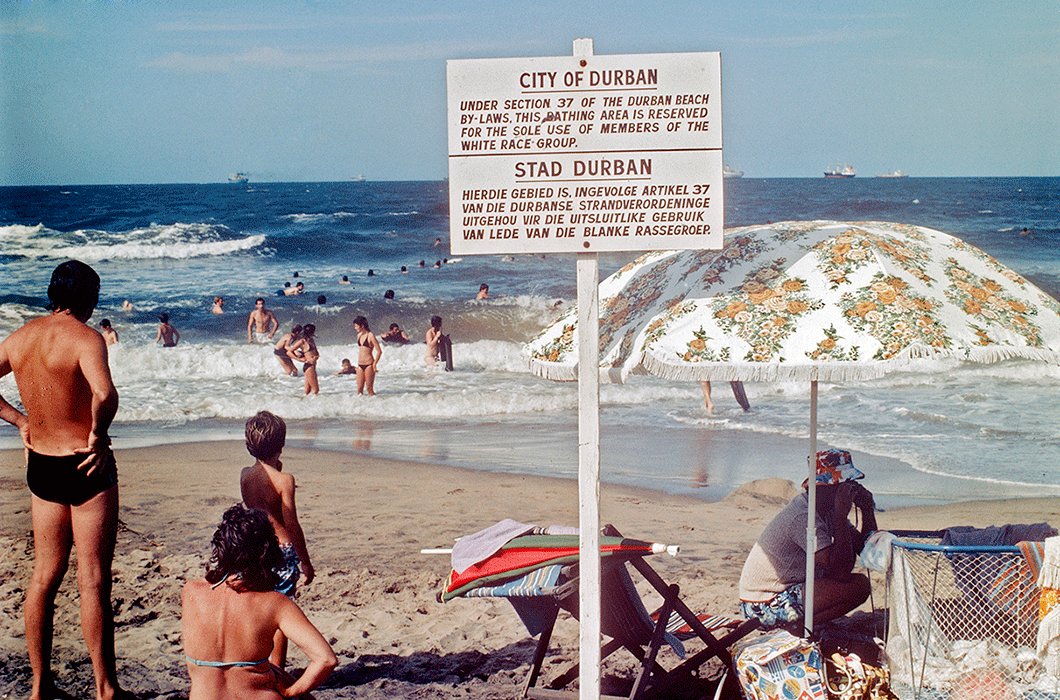 CITY OF DURBAN
UNDER SECTION 37 OF THE DURBAN BEACH
BY-LAWS, THIS BATHING AREA IS RESERVED
FOR THE SOLE USE OF MEMBERS OF THE
WHITE RACE GROUP.
STAD DURBAN
HIERDIE GEBIED IS, INGEVOLGE ARTIKEL 37
VAN DIE DURBANSE STRANDVERORDENINGE
UITGEHOU VIR DIE UITSLUITLIKE GEBRUIK
VAN LEDE VAN DIE BLANKE RASSEGROEP.